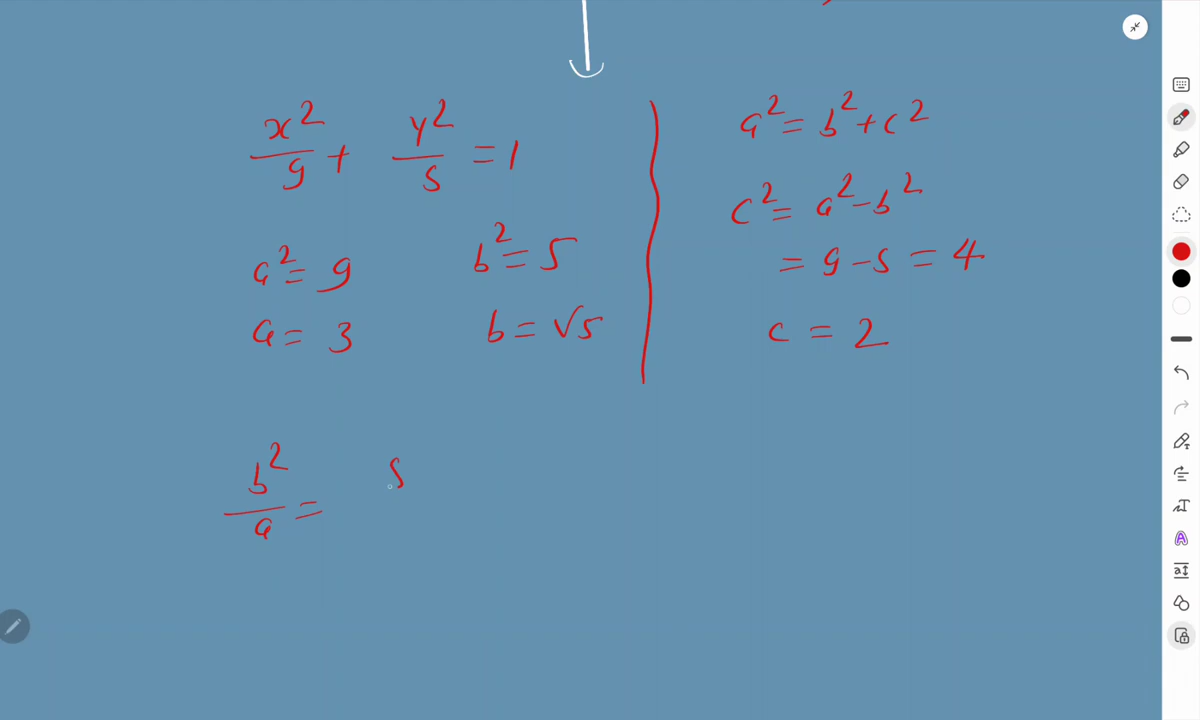 x²/9 + y²/5 = 1
a² = 9 b² = 5
a = 3 b = √5
a² = b² + c²
c² = a² − b²
= 9 − 5 = 4
c = 2
b²/a = 5